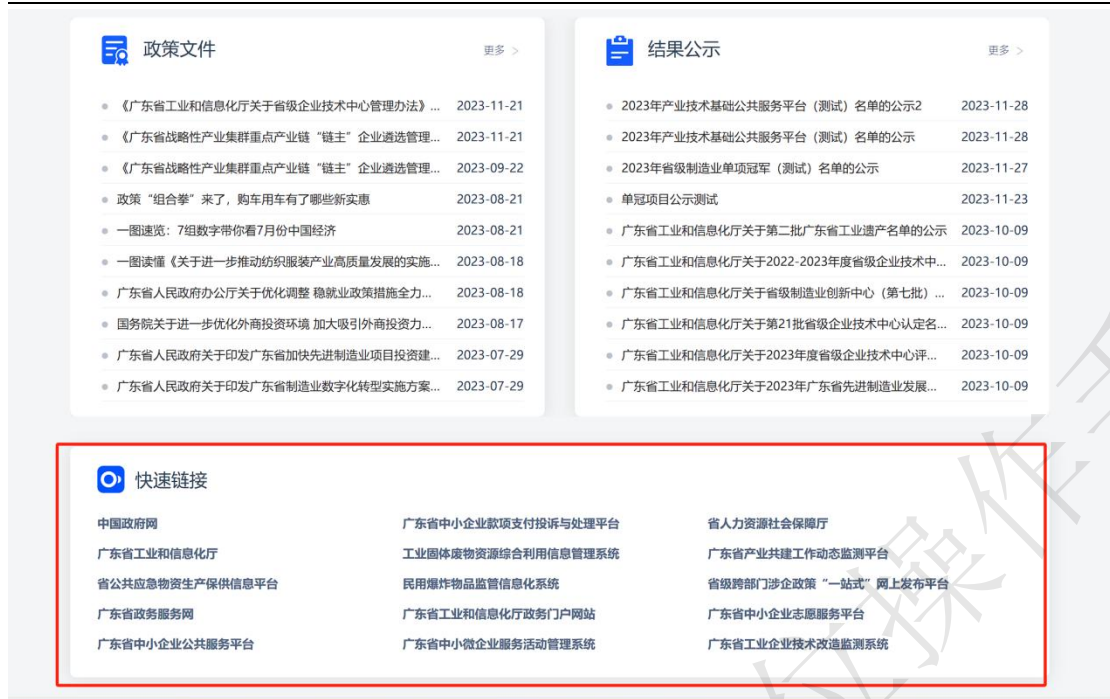 政策文件
更多 >
《广东省工业和信息化厅关于省级企业技术中心管理办法》... 2023-11-21
《广东省战略性产业集群重点产业链“链主”企业遴选管理... 2023-11-21
《广东省战略性产业集群重点产业链“链主”企业遴选管理... 2023-09-22
政策“组合拳”来了，购车用车有了哪些新实惠 2023-08-21
一图速览：7组数字带你看7月份中国经济 2023-08-21
一图读懂《关于进一步推动纺织服装产业高质量发展的实施... 2023-08-18
广东省人民政府办公厅关于优化调整 稳就业政策措施全力... 2023-08-18
国务院关于进一步优化外商投资环境 加大吸引外商投资力... 2023-08-17
广东省人民政府关于印发广东省加快先进制造业项目投资建... 2023-07-29
广东省人民政府关于印发广东省制造业数字化转型实施方案... 2023-07-29
结果公示
更多 >
2023年产业技术基础公共服务平台（测试）名单的公示2 2023-11-28
2023年产业技术基础公共服务平台（测试）名单的公示 2023-11-28
2023年省级制造业单项冠军（测试）名单的公示 2023-11-27
单冠项目公示测试 2023-11-23
广东省工业和信息化厅关于第二批广东省工业遗产名单的公示 2023-10-09
广东省工业和信息化厅关于2022-2023年度省级企业技术中... 2023-10-09
广东省工业和信息化厅关于省级制造业创新中心（第七批）... 2023-10-09
广东省工业和信息化厅关于第21批省级企业技术中心认定名... 2023-10-09
广东省工业和信息化厅关于2023年度省级企业技术中心评... 2023-10-09
广东省工业和信息化厅关于2023年广东省先进制造业发展... 2023-10-09
快速链接
中国政府网 广东省中小企业款项支付投诉与处理平台 省人力资源社会保障厅
广东省工业和信息化厅 工业固体废物资源综合利用信息管理系统 广东省产业共建工作动态监测平台
省公共应急物资生产保供信息平台 民用爆炸物品监管信息化系统 省级跨部门涉企政策“一站式”网上发布平台
广东省政务服务网 广东省工业和信息化厅政务门户网站 广东省中小企业志愿服务平台
广东省中小企业公共服务平台 广东省中小微企业服务活动管理系统 广东省工业企业技术改造监测系统
位操作手